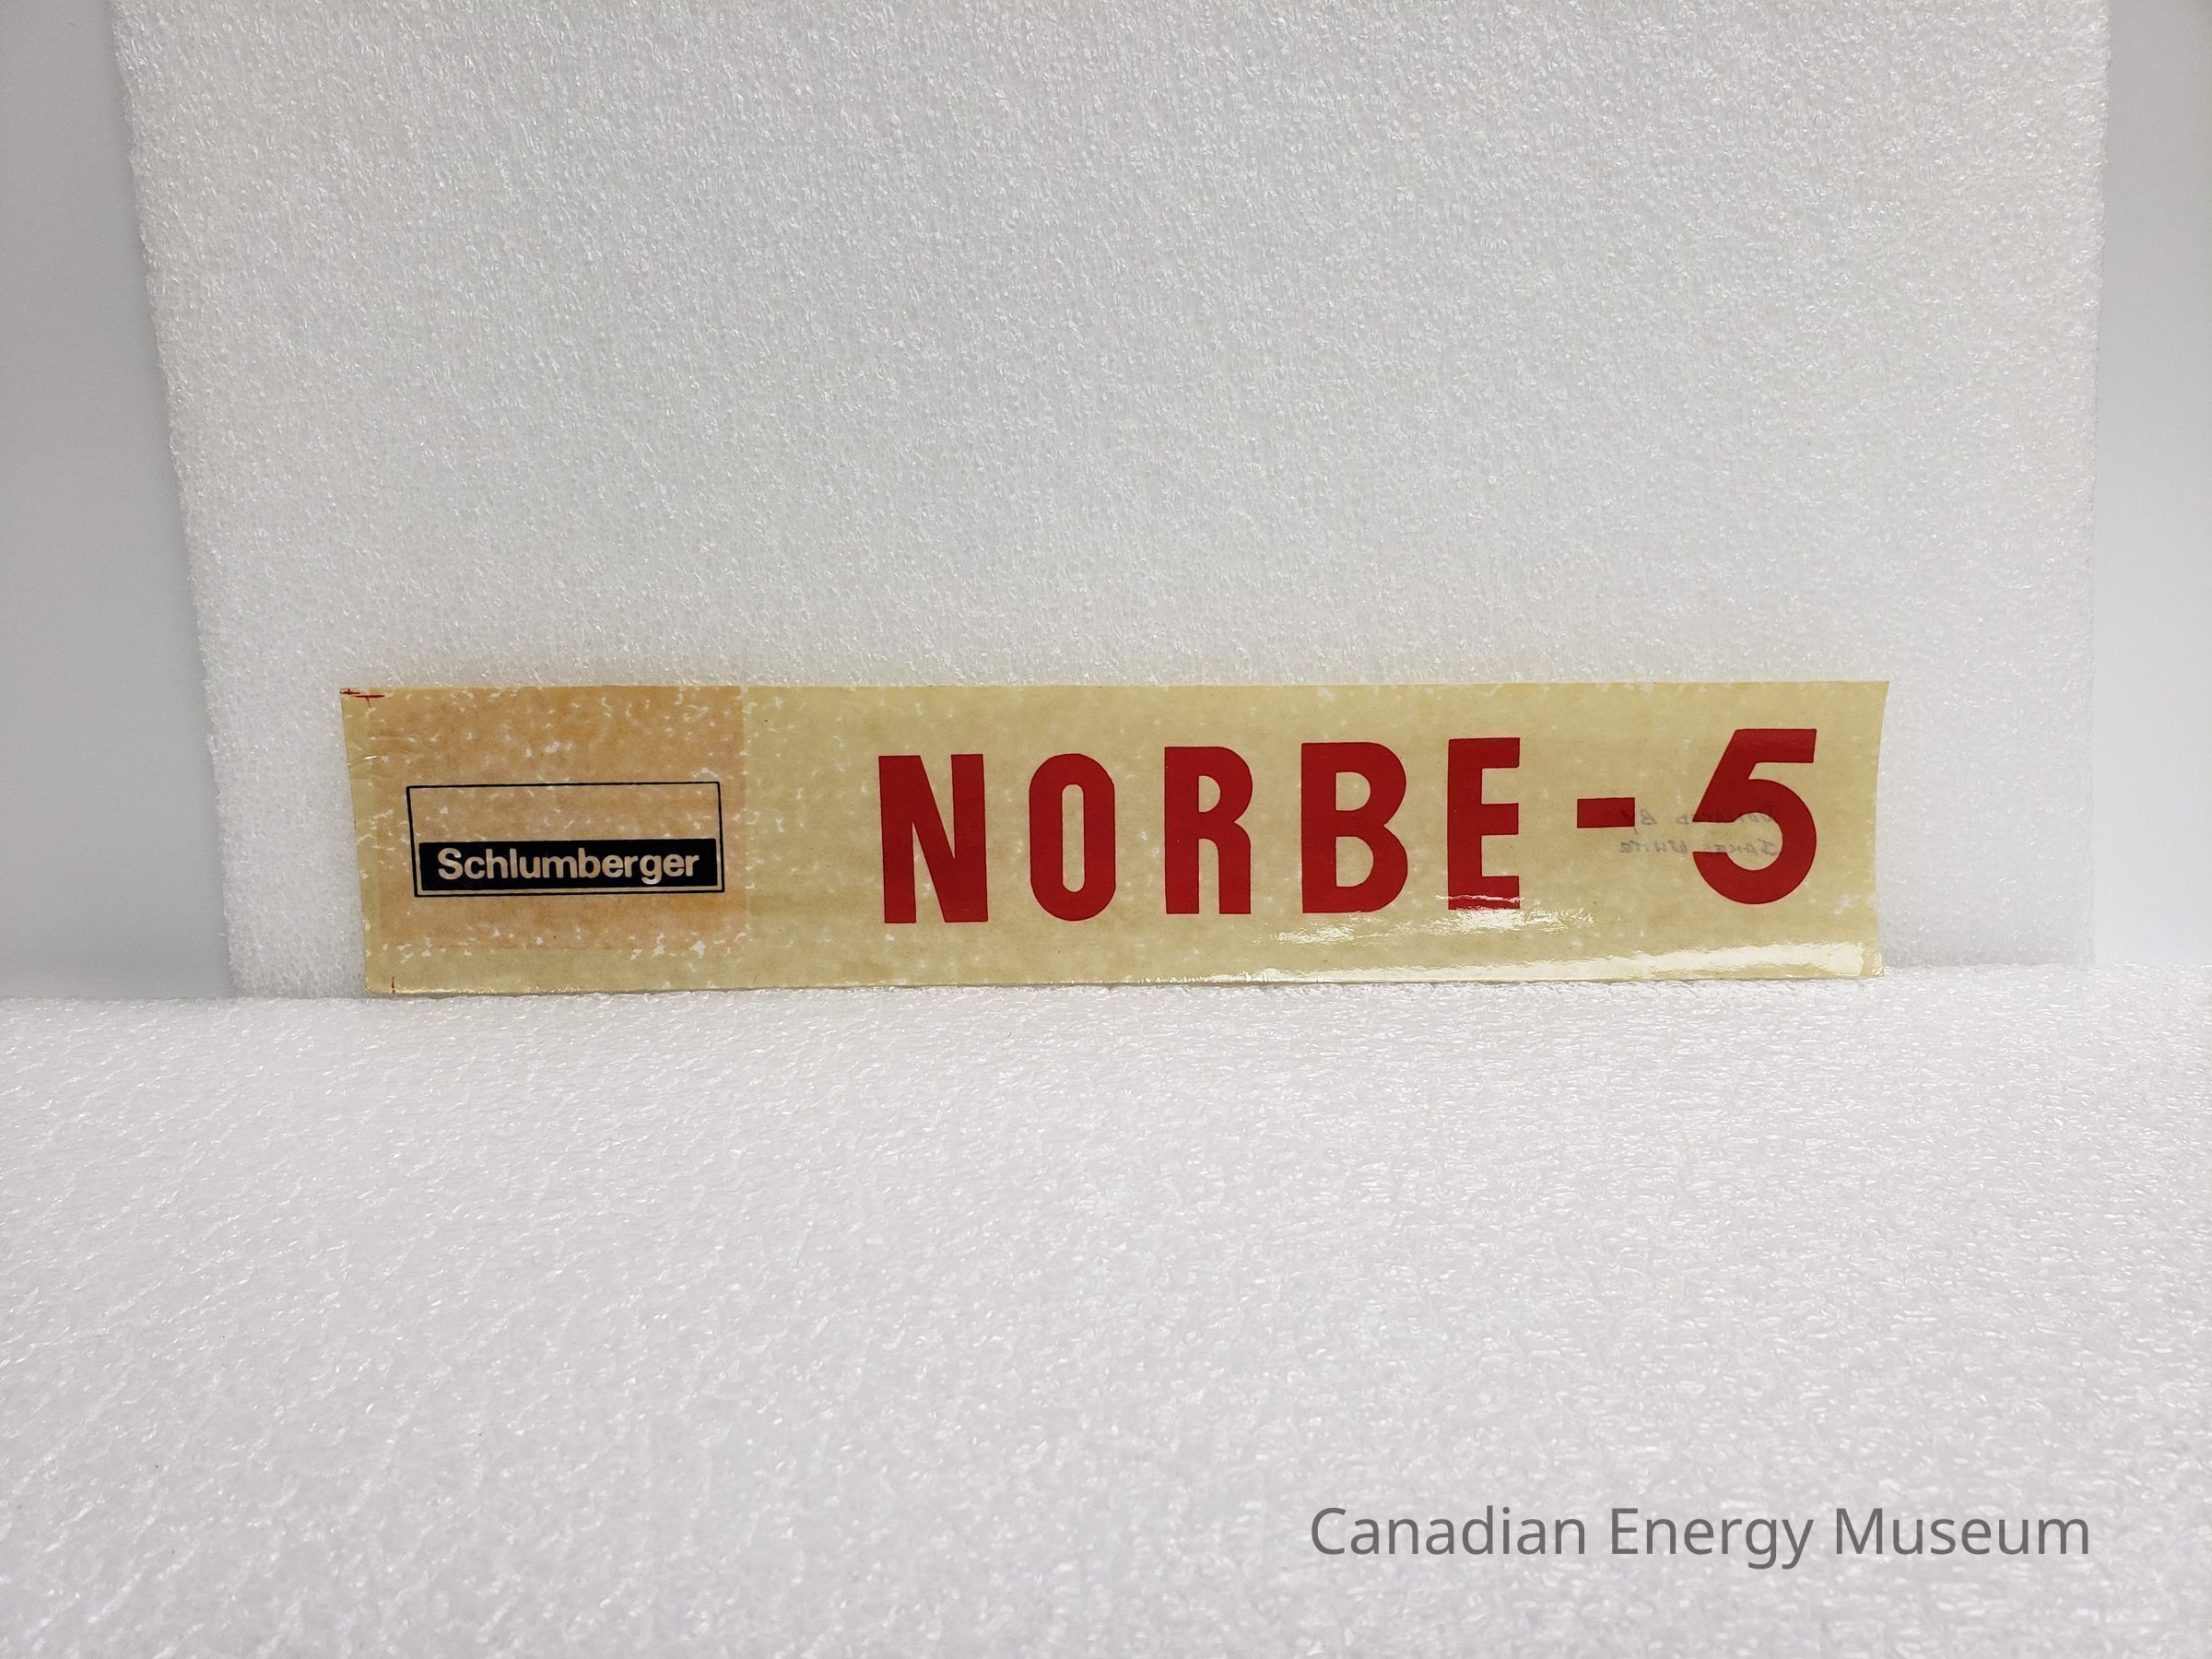 Schlumberger
NORBE-5
Canadian Energy Museum